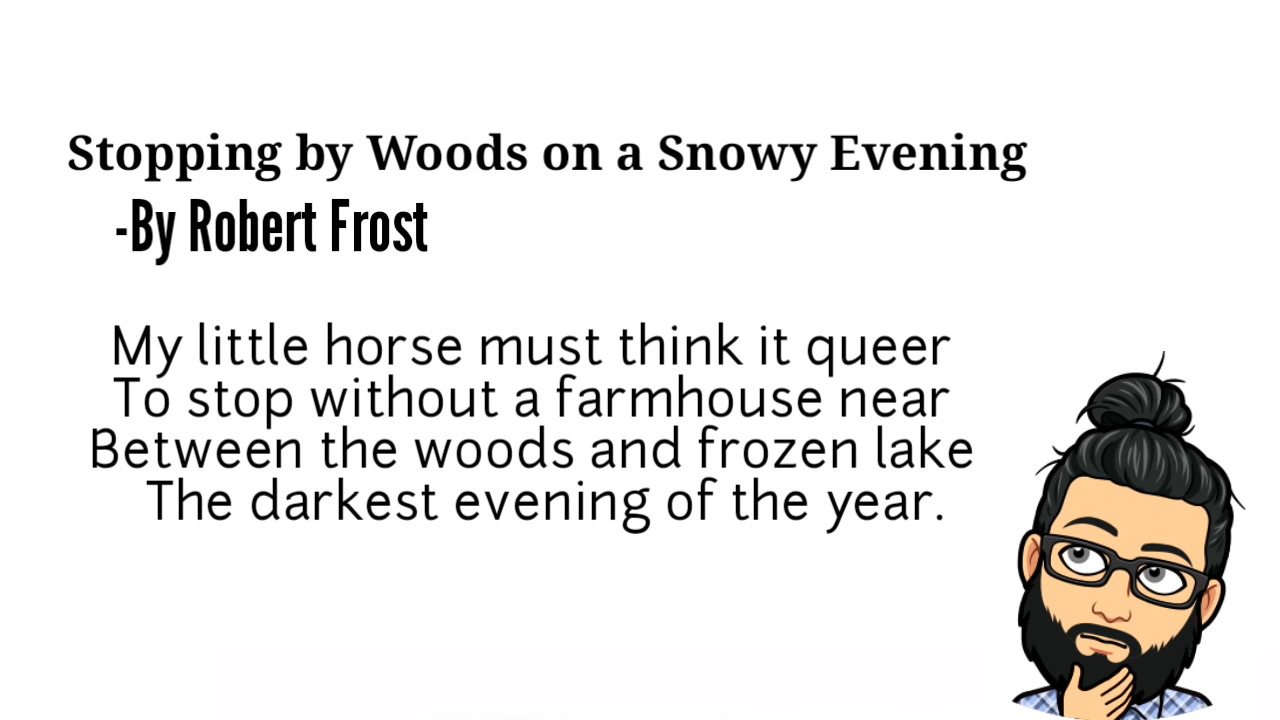 Stopping by Woods on a Snowy Evening
-By Robert Frost
My little horse must think it queer
To stop without a farmhouse near
Between the woods and frozen lake
The darkest evening of the year.